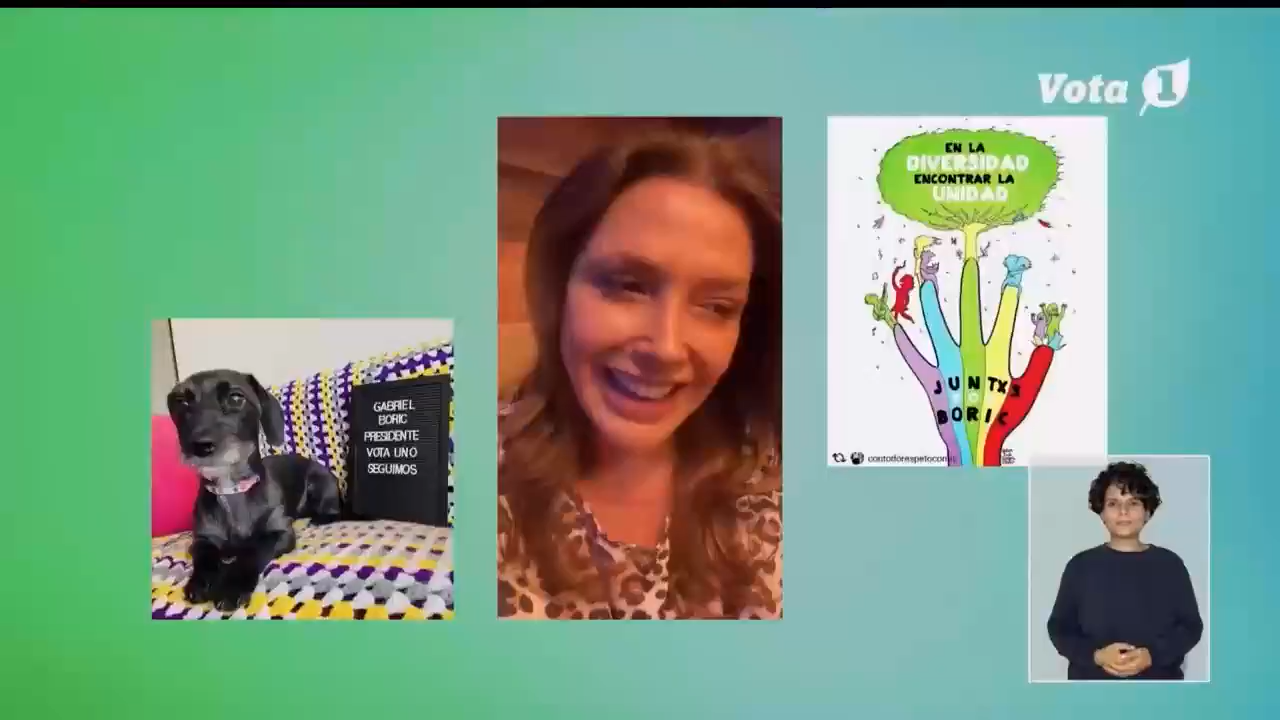 Vota 1
EN LA
DIVERSIDAD
ENCONTRAR LA
UNIDAD
JUNTXS
BORIC
GABRIEL
BORIC
PRESIDENTE
VOTA UNO
SEGUIMOS